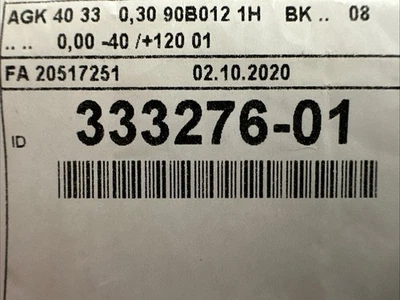 AGK 40 33 0,30 90B012 1H BK .. 08
.. .. 0,00 -40 /+120 01
FA 20517251 02.10.2020
ID 333276-01